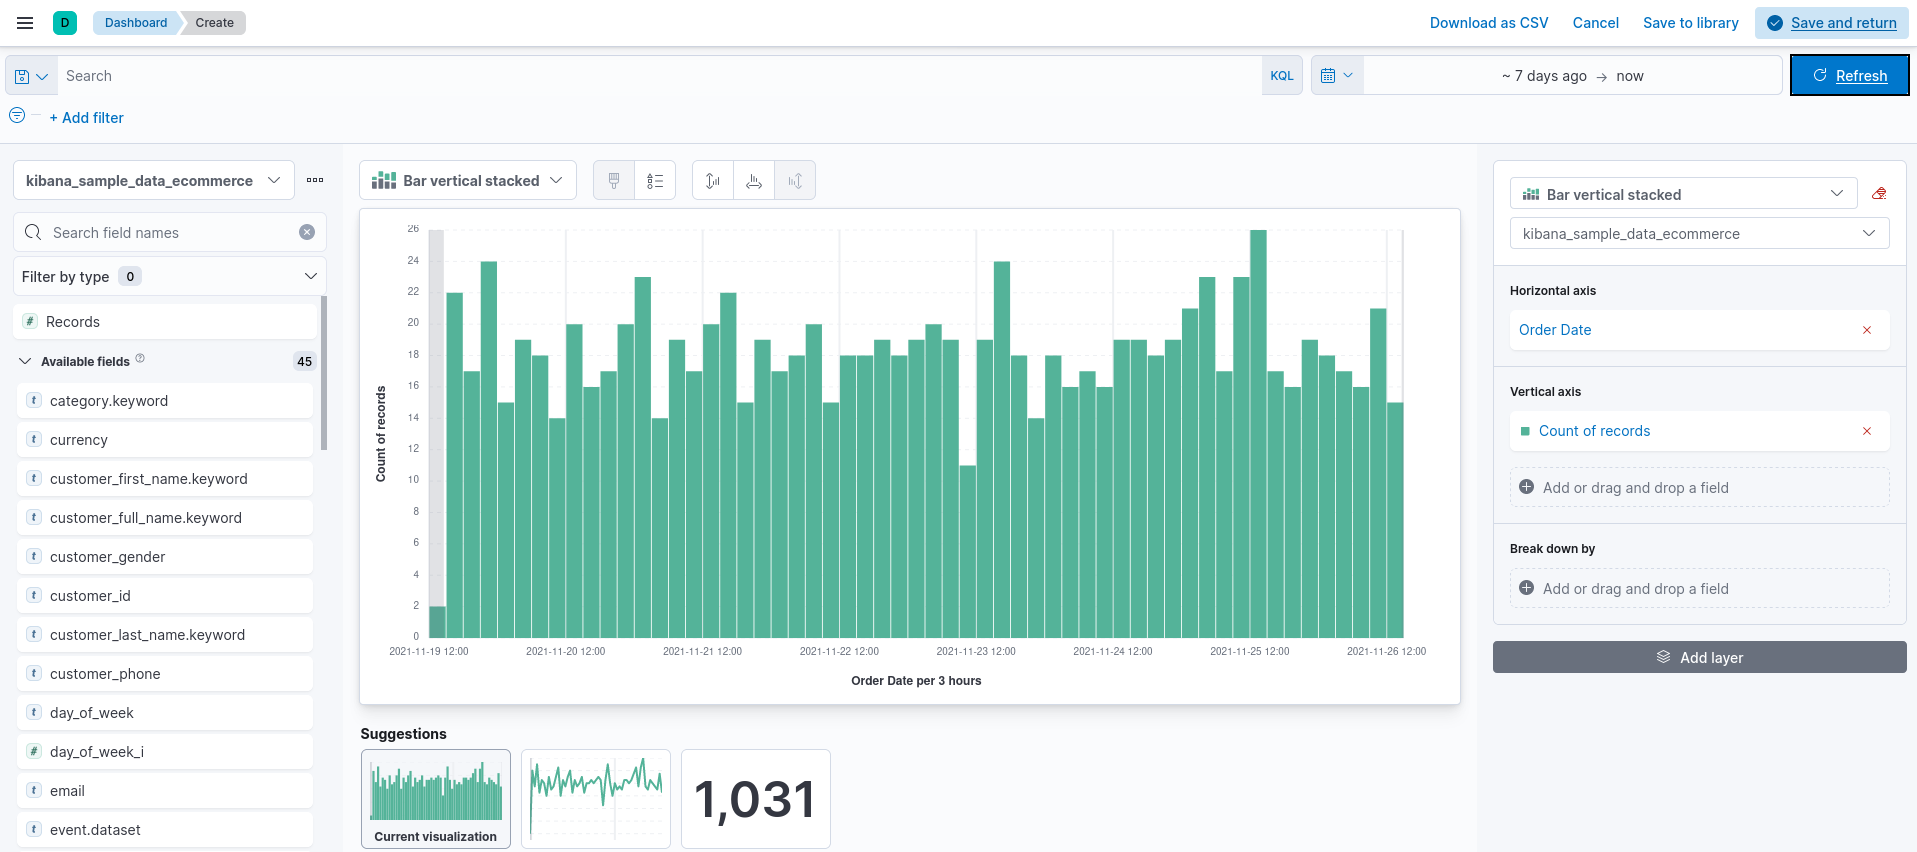 D Dashboard Create Download as CSV Cancel Save to library Save and return
Search KQL ~ 7 days ago → now Refresh
+ Add filter
kibana_sample_data_ecommerce
Search field names
Filter by type 0
# Records
Available fields 45
t category.keyword
t currency
t customer_first_name.keyword
t customer_full_name.keyword
t customer_gender
t customer_id
t customer_last_name.keyword
t customer_phone
t day_of_week
# day_of_week_i
t email
t event.dataset
Bar vertical stacked
26
24
22
20
18
16
14
12
10
8
6
4
2
0
Count of records
2021-11-19 12:00 2021-11-20 12:00 2021-11-21 12:00 2021-11-22 12:00 2021-11-23 12:00 2021-11-24 12:00 2021-11-25 12:00 2021-11-26 12:00
Order Date per 3 hours
Suggestions
Current visualization
1,031
Bar vertical stacked
kibana_sample_data_ecommerce
Horizontal axis
Order Date
Vertical axis
Count of records
Add or drag and drop a field
Break down by
Add or drag and drop a field
Add layer